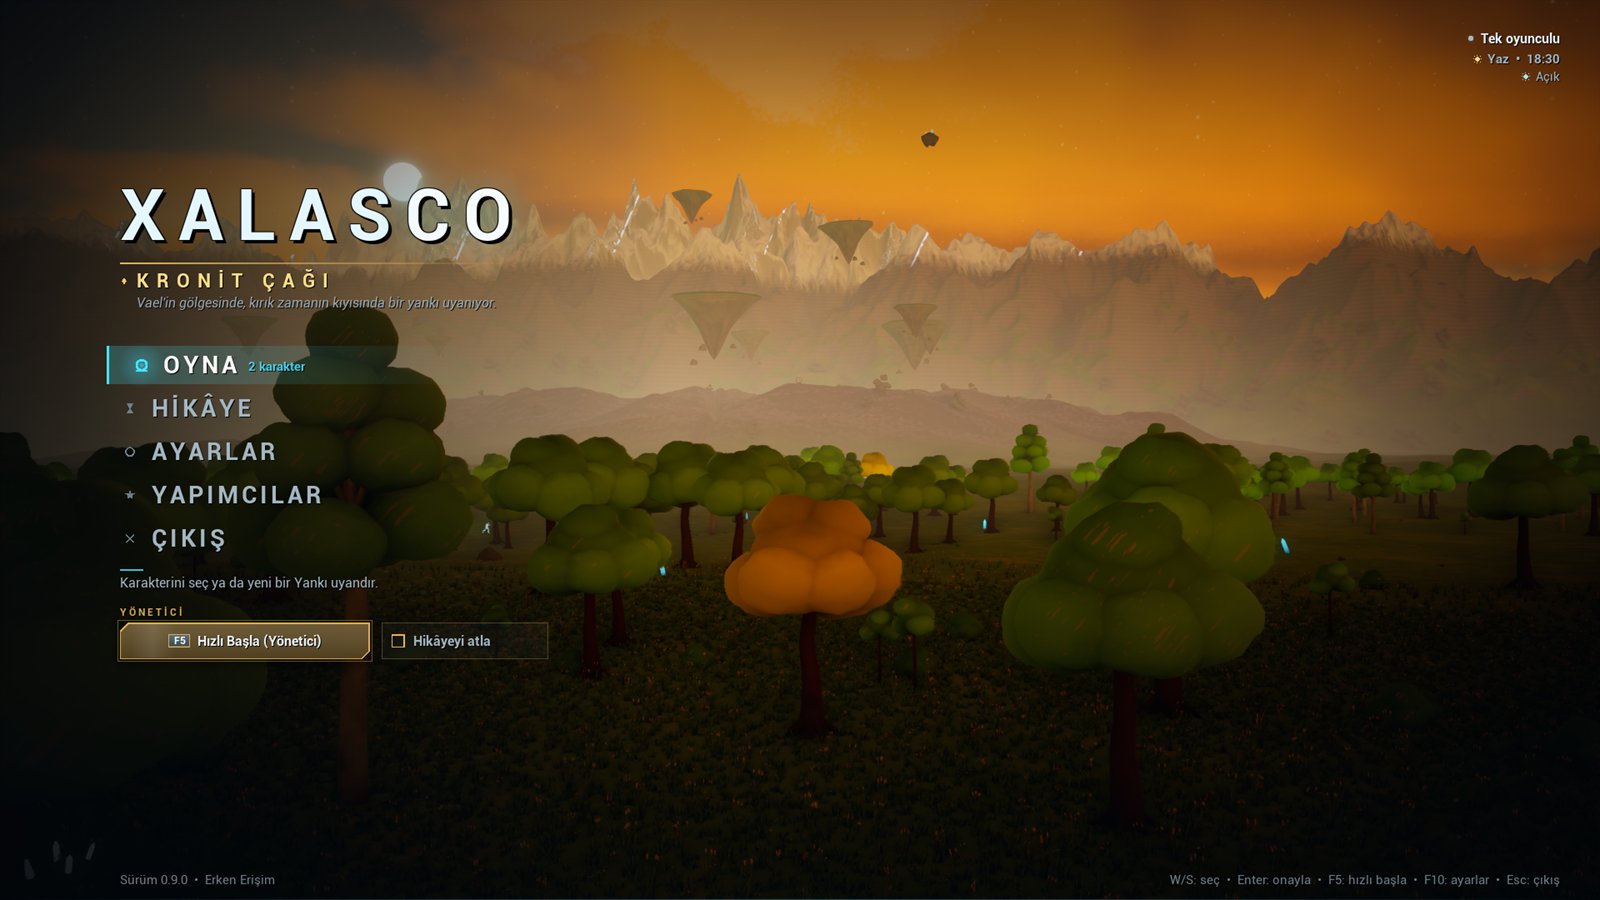 Tek oyunculu
Yaz • 18:30
Açık
XALASCO
KRONİT ÇAĞI
Vael'in gölgesinde, kırık zamanın kıyısında bir yankı uyanıyor.
OYNA 2 karakter
HİKÂYE
AYARLAR
YAPIMCILAR
ÇIKIŞ
Karakterini seç ya da yeni bir Yankı uyandır.
YÖNETİCİ
F5 Hızlı Başla (Yönetici)
Hikâyeyi atla
Sürüm 0.9.0 • Erken Erişim
W/S: seç • Enter: onayla • F5: hızlı başla • F10: ayarlar • Esc: çıkış